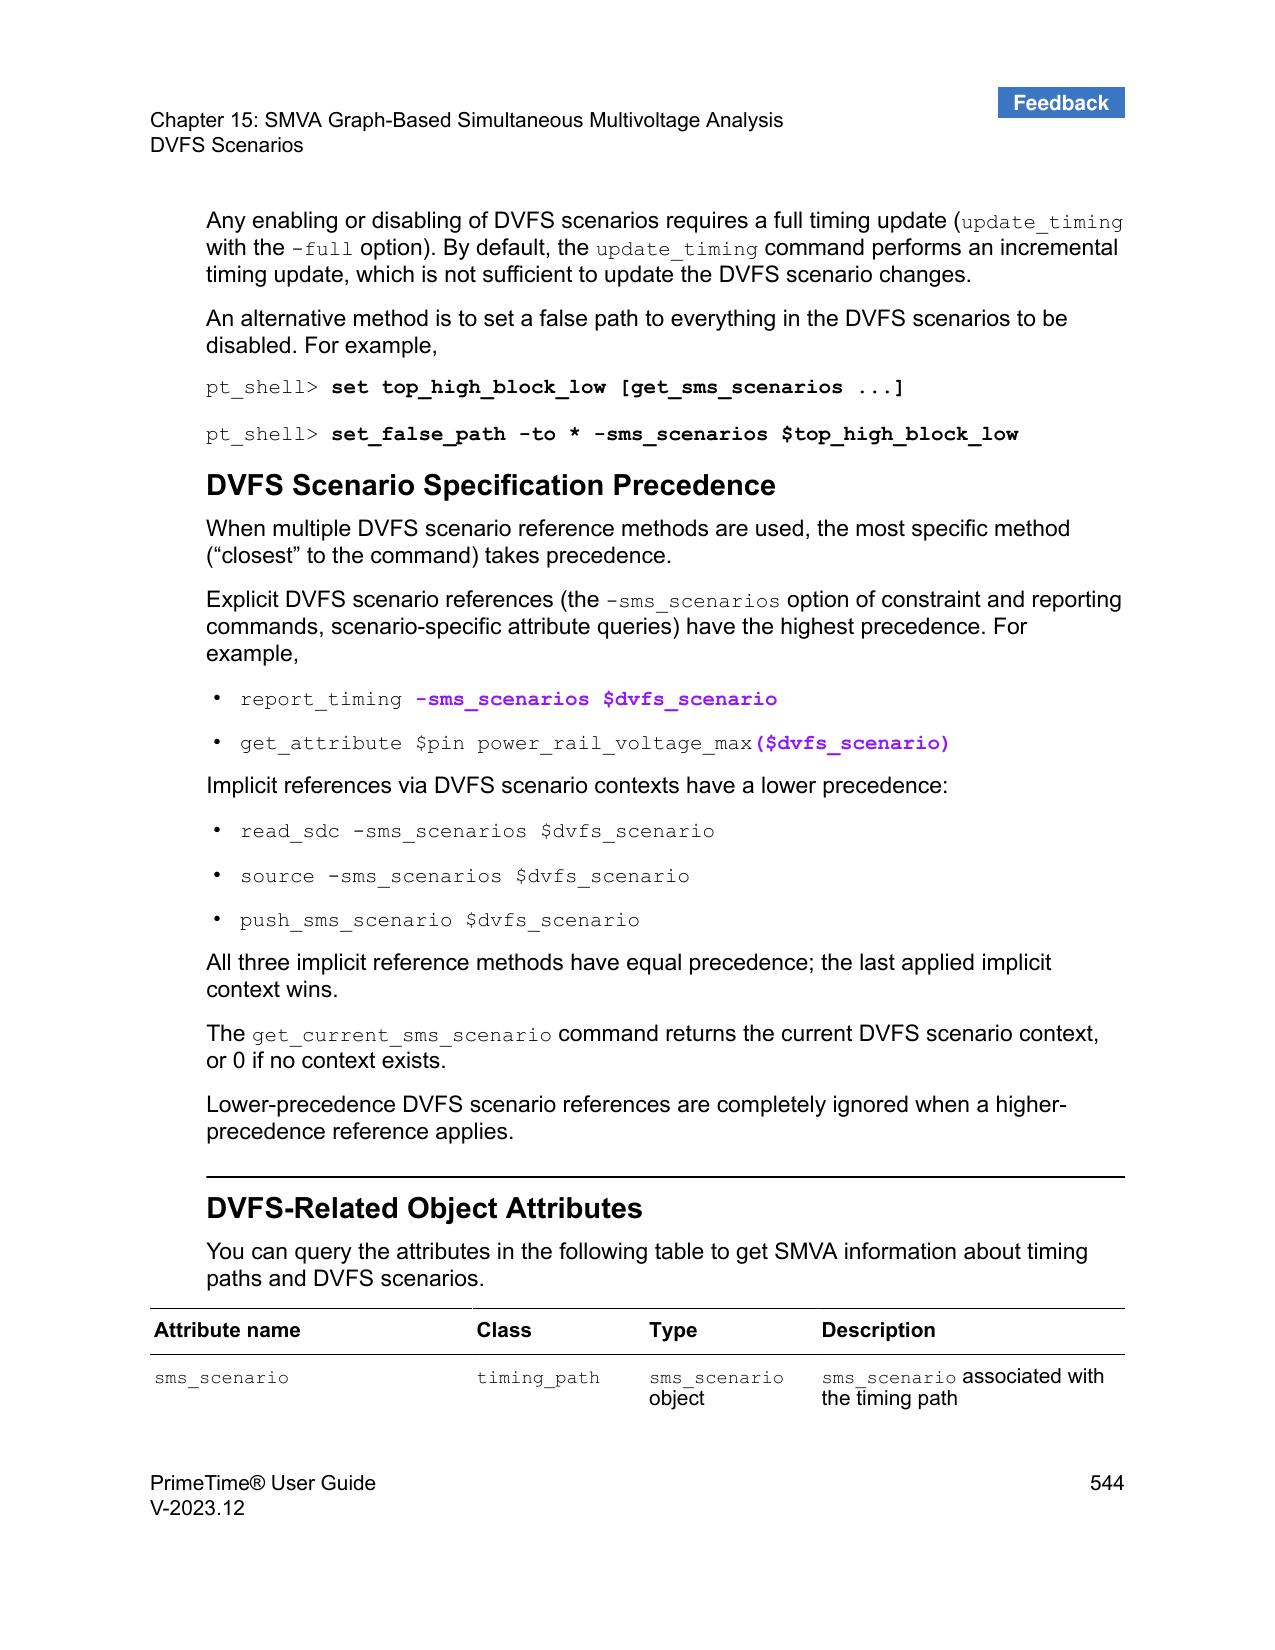 Feedback
Chapter 15: SMVA Graph-Based Simultaneous Multivoltage Analysis
DVFS Scenarios
Any enabling or disabling of DVFS scenarios requires a full timing update (update_timing
with the -full option). By default, the update_timing command performs an incremental
timing update, which is not sufficient to update the DVFS scenario changes.
An alternative method is to set a false path to everything in the DVFS scenarios to be
disabled. For example,
pt_shell> set top_high_block_low [get_sms_scenarios ...]
pt_shell> set_false_path -to * -sms_scenarios $top_high_block_low
DVFS Scenario Specification Precedence
When multiple DVFS scenario reference methods are used, the most specific method
(“closest” to the command) takes precedence.
Explicit DVFS scenario references (the -sms_scenarios option of constraint and reporting
commands, scenario-specific attribute queries) have the highest precedence. For
example,
• report_timing -sms_scenarios $dvfs_scenario
• get_attribute $pin power_rail_voltage_max($dvfs_scenario)
Implicit references via DVFS scenario contexts have a lower precedence:
• read_sdc -sms_scenarios $dvfs_scenario
• source -sms_scenarios $dvfs_scenario
• push_sms_scenario $dvfs_scenario
All three implicit reference methods have equal precedence; the last applied implicit
context wins.
The get_current_sms_scenario command returns the current DVFS scenario context,
or 0 if no context exists.
Lower-precedence DVFS scenario references are completely ignored when a higher-
precedence reference applies.
DVFS-Related Object Attributes
You can query the attributes in the following table to get SMVA information about timing
paths and DVFS scenarios.
Attribute name Class Type Description
sms_scenario timing_path sms_scenario sms_scenario associated with
object the timing path
PrimeTime® User Guide 544
V-2023.12